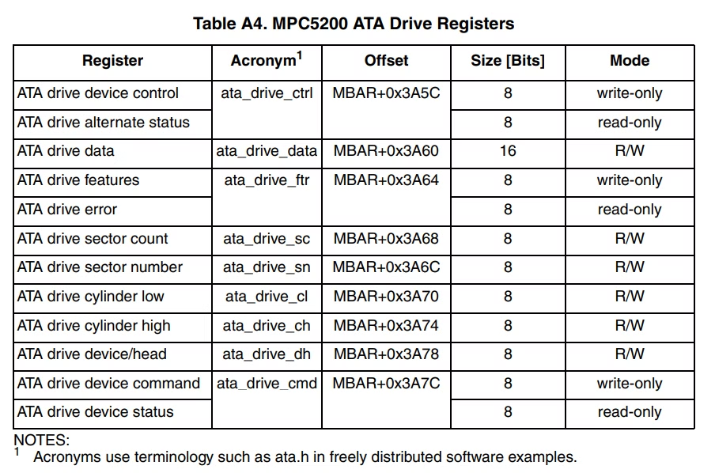 Table A4. MPC5200 ATA Drive Registers
Register Acronym1 Offset Size [Bits] Mode
ATA drive device control ata_drive_ctrl MBAR+0x3A5C 8 write-only
ATA drive alternate status 8 read-only
ATA drive data ata_drive_data MBAR+0x3A60 16 R/W
ATA drive features ata_drive_ftr MBAR+0x3A64 8 write-only
ATA drive error 8 read-only
ATA drive sector count ata_drive_sc MBAR+0x3A68 8 R/W
ATA drive sector number ata_drive_sn MBAR+0x3A6C 8 R/W
ATA drive cylinder low ata_drive_cl MBAR+0x3A70 8 R/W
ATA drive cylinder high ata_drive_ch MBAR+0x3A74 8 R/W
ATA drive device/head ata_drive_dh MBAR+0x3A78 8 R/W
ATA drive device command ata_drive_cmd MBAR+0x3A7C 8 write-only
ATA drive device status 8 read-only
NOTES:
1 Acronyms use terminology such as ata.h in freely distributed software examples.